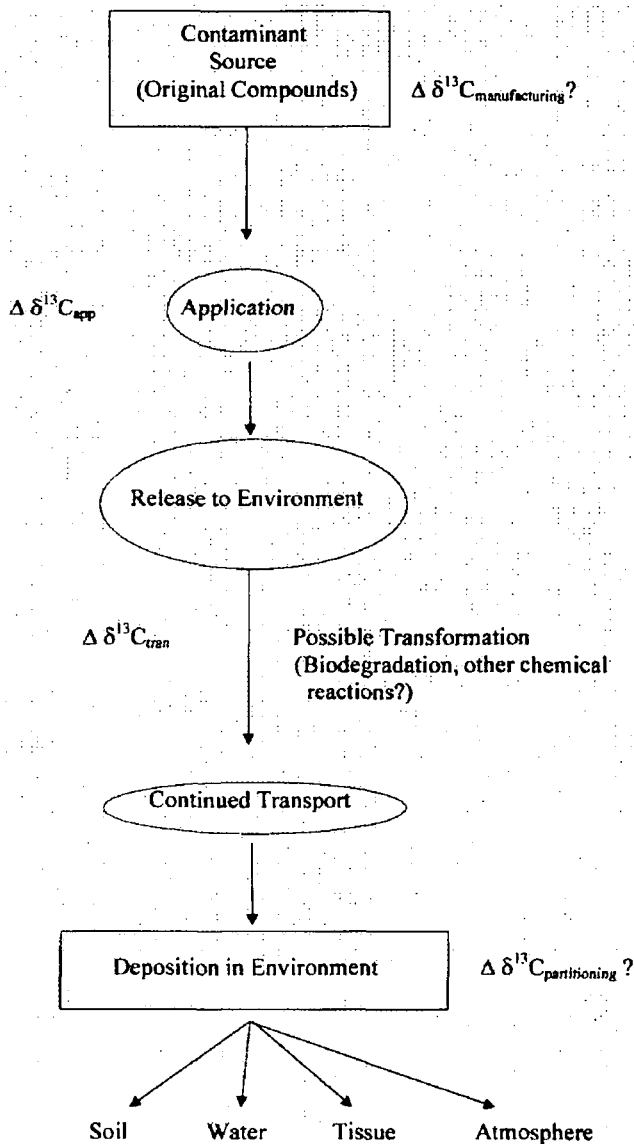 Contaminant
Source
(Original Compounds)
Δ δ¹³Cmanufacturing?
Δ δ¹³Capp
Application
Release to Environment
Δ δ¹³Ctran
Possible Transformation
(Biodegradation, other chemical
reactions?)
Continued Transport
Deposition in Environment
Δ δ¹³Cpartitioning ?
Soil Water Tissue Atmosphere